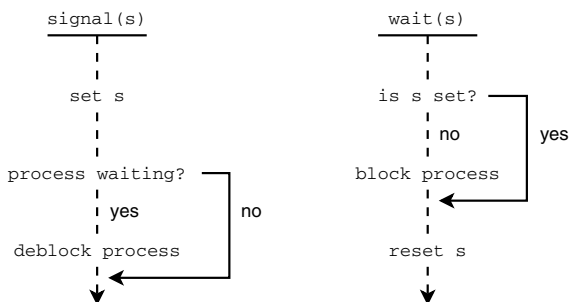 signal(s)
set s
process waiting?
yes
no
deblock process
wait(s)
is s set?
no
yes
block process
reset s